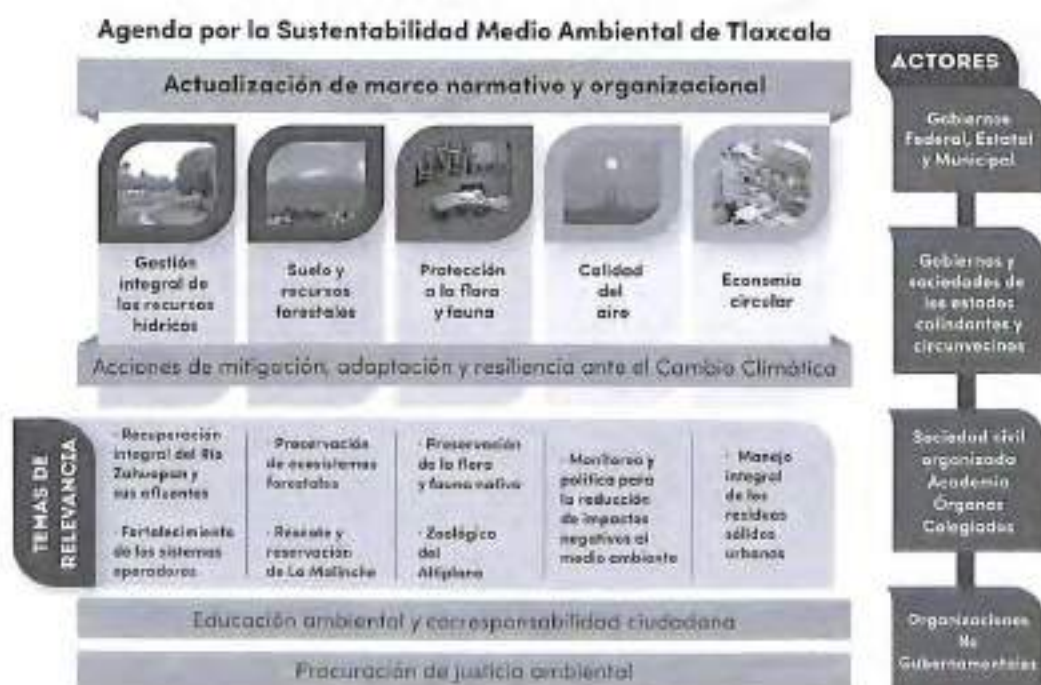 Agenda por la Sustentabilidad Medio Ambiental de Tlaxcala
Actualización de marco normativo y organizacional
Gestión
integral de
los recursos
hídricos
Suelo y
recursos
forestales
Protección
a la flora
y fauna
Calidad
del
aire
Economía
circular
Acciones de mitigación, adaptación y resiliencia ante el Cambio Climático
TEMAS DE
RELEVANCIA
· Recuperación
integral del Río
Zahuapan y
sus afluentes
· Fortalecimiento
de los sistemas
operadores
· Preservación
de ecosistemas
forestales
· Rescate y
reservación
de La Malinche
· Preservación
de la flora
y fauna nativa
· Zoológico
del
Altiplano
· Monitoreo y
política para
la reducción
de impactos
negativos al
medio ambiente
· Manejo
integral
de los
residuos
sólidos
urbanos
Educación ambiental y corresponsabilidad ciudadana
Procuración de justicia ambiental
ACTORES
Gobiernos
Federal, Estatal
y Municipal
Gobiernos y
sociedades de
los estados
colindantes y
circunvecinos
Sociedad civil
organizada
Academia
Órganos
Colegiados
Organizaciones
No
Gubernamentales